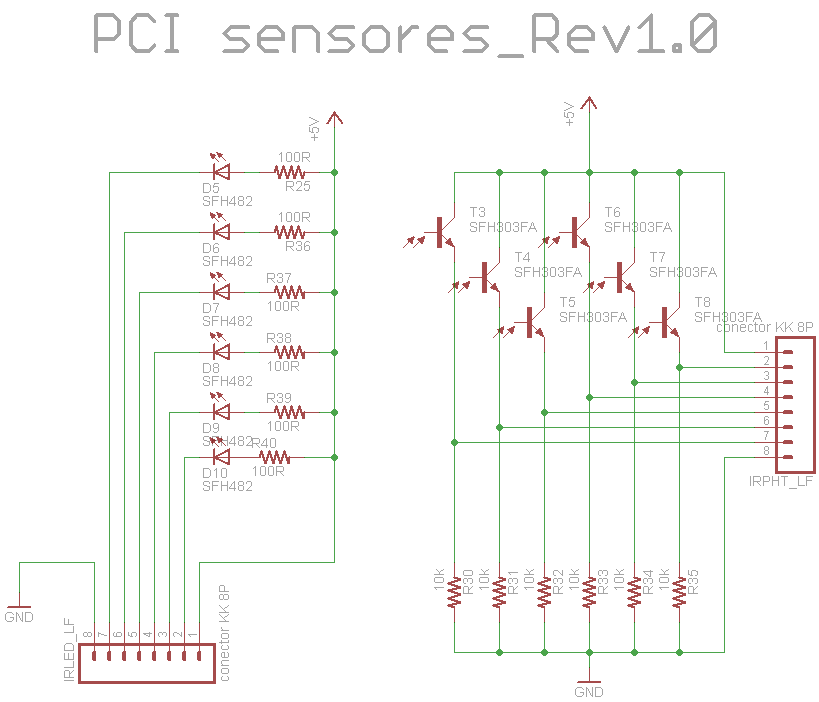 PCI sensores_Rev1.0
+5V
100R
R25
D5
SFH482
100R
R36
D6
SFH482
R37
100R
D7
SFH482
R38
100R
D8
SFH482
R39
100R
D9
SFH482
R40
100R
D10
SFH482
GND
IRLED_LF
8
7
6
5
4
3
2
1
conector KK 8P
+5V
T3
SFH303FA
T6
SFH303FA
T4
SFH303FA
T7
SFH303FA
T5
SFH303FA
T8
SFH303FA
conector KK 8P
1
2
3
4
5
6
7
8
IRPHT_LF
10k
R30
10k
R31
10k
R32
10k
R33
10k
R34
10k
R35
GND